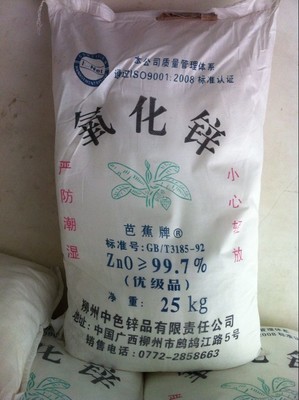 本公司质量管理体系
通过ISO9001:2008标准认证
氧化锌
严防潮湿
小心轻放
芭蕉牌®
标准号:GB/T3185-92
ZnO≥99.7%
(优级品)
净重: 25kg
柳州中色锌品有限责任公司
地址:中国广西柳州市鹧鸪江路5号
销售电话:0772-2858663